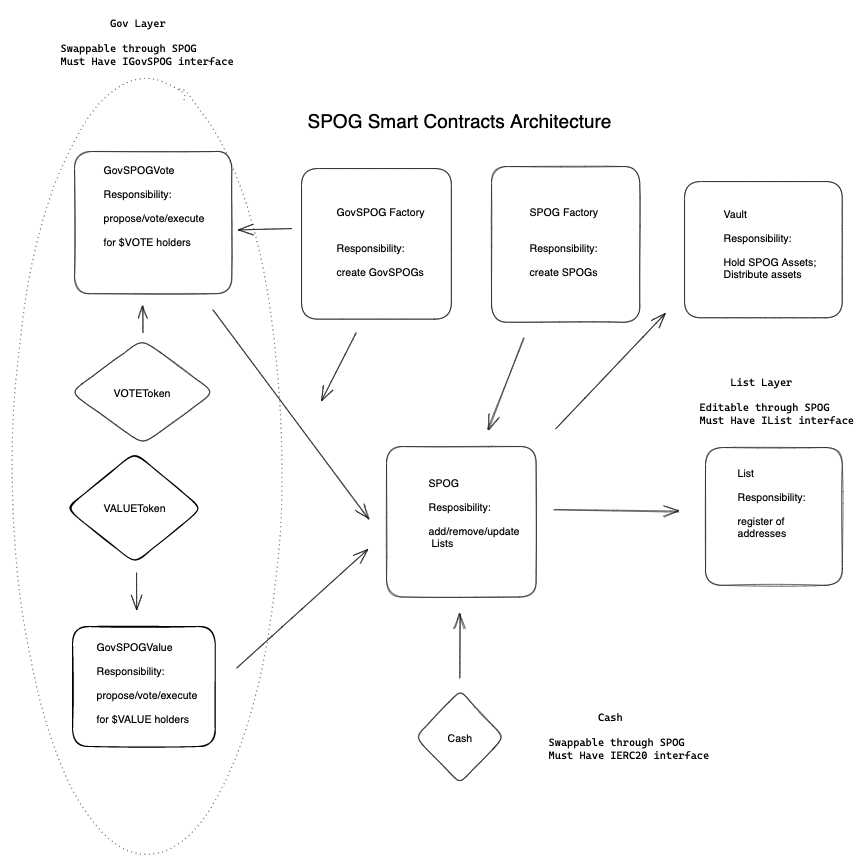 Gov Layer
Swappable through SPOG
Must Have IGovSPOG interface
SPOG Smart Contracts Architecture
GovSPOGVote
Responsibility:
propose/vote/execute
for $VOTE holders
GovSPOG Factory
Responsibility:
create GovSPOGs
SPOG Factory
Responsibility:
create SPOGs
Vault
Responsibility:
Hold SPOG Assets;
Distribute assets
VOTEToken
VALUEToken
List Layer
Editable through SPOG
Must Have IList interface
SPOG
Resposibility:
add/remove/update
Lists
List
Responsibility:
register of
addresses
GovSPOGValue
Responsibility:
propose/vote/execute
for $VALUE holders
Cash
Cash
Swappable through SPOG
Must Have IERC20 interface